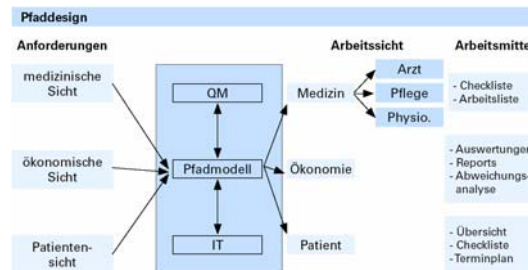 Pfaddesign
Anforderungen
Arbeitssicht
Arbeitsmitte
medizinische
Sicht
ökonomische
Sicht
Patienten-
sicht
QM
Pfadmodell
IT
Medizin
Ökonomie
Patient
Arzt
Pflege
Physio.
- Checkliste
- Arbeitsliste
- Auswertungen
- Reports
- Abweichungs-
analyse
- Übersicht
- Checkliste
- Terminplan